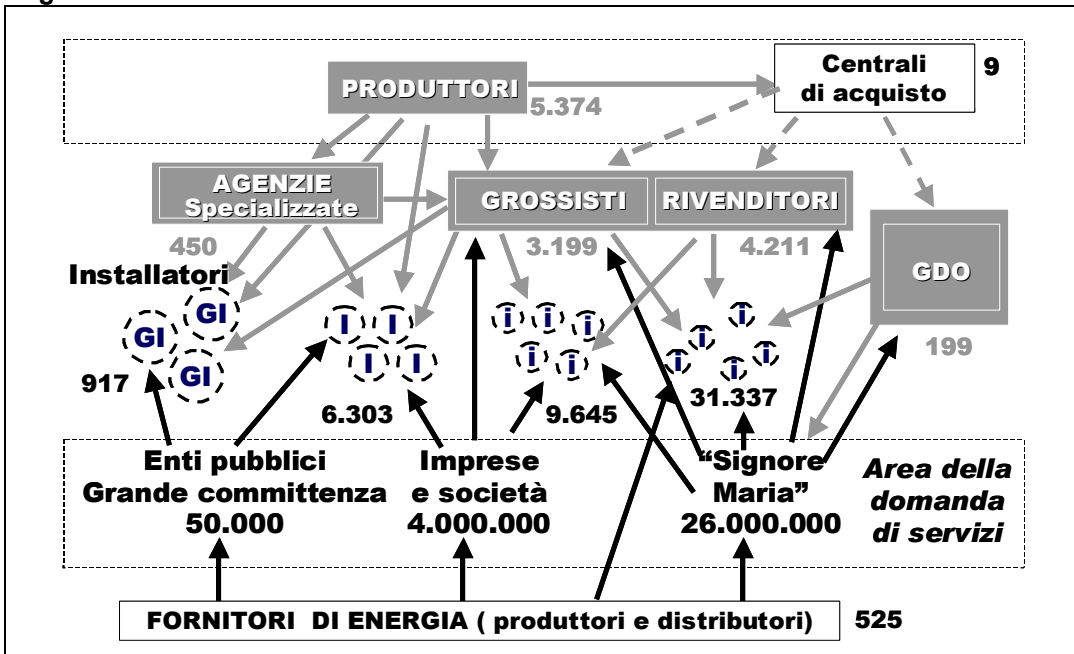 Centrali
di acquisto
9
PRODUTTORI
5.374
AGENZIE
Specializzate
GROSSISTI
RIVENDITORI
450
3.199
4.211
GDO
199
Installatori
GI
GI
GI
917
I
I
I
I
6.303
i
i
i
i
i
9.645
i
i
i
i
i
31.337
Enti pubblici
Grande committenza
50.000
Imprese
e società
4.000.000
“Signore
Maria”
26.000.000
Area della
domanda
di servizi
FORNITORI DI ENERGIA ( produttori e distributori)
525